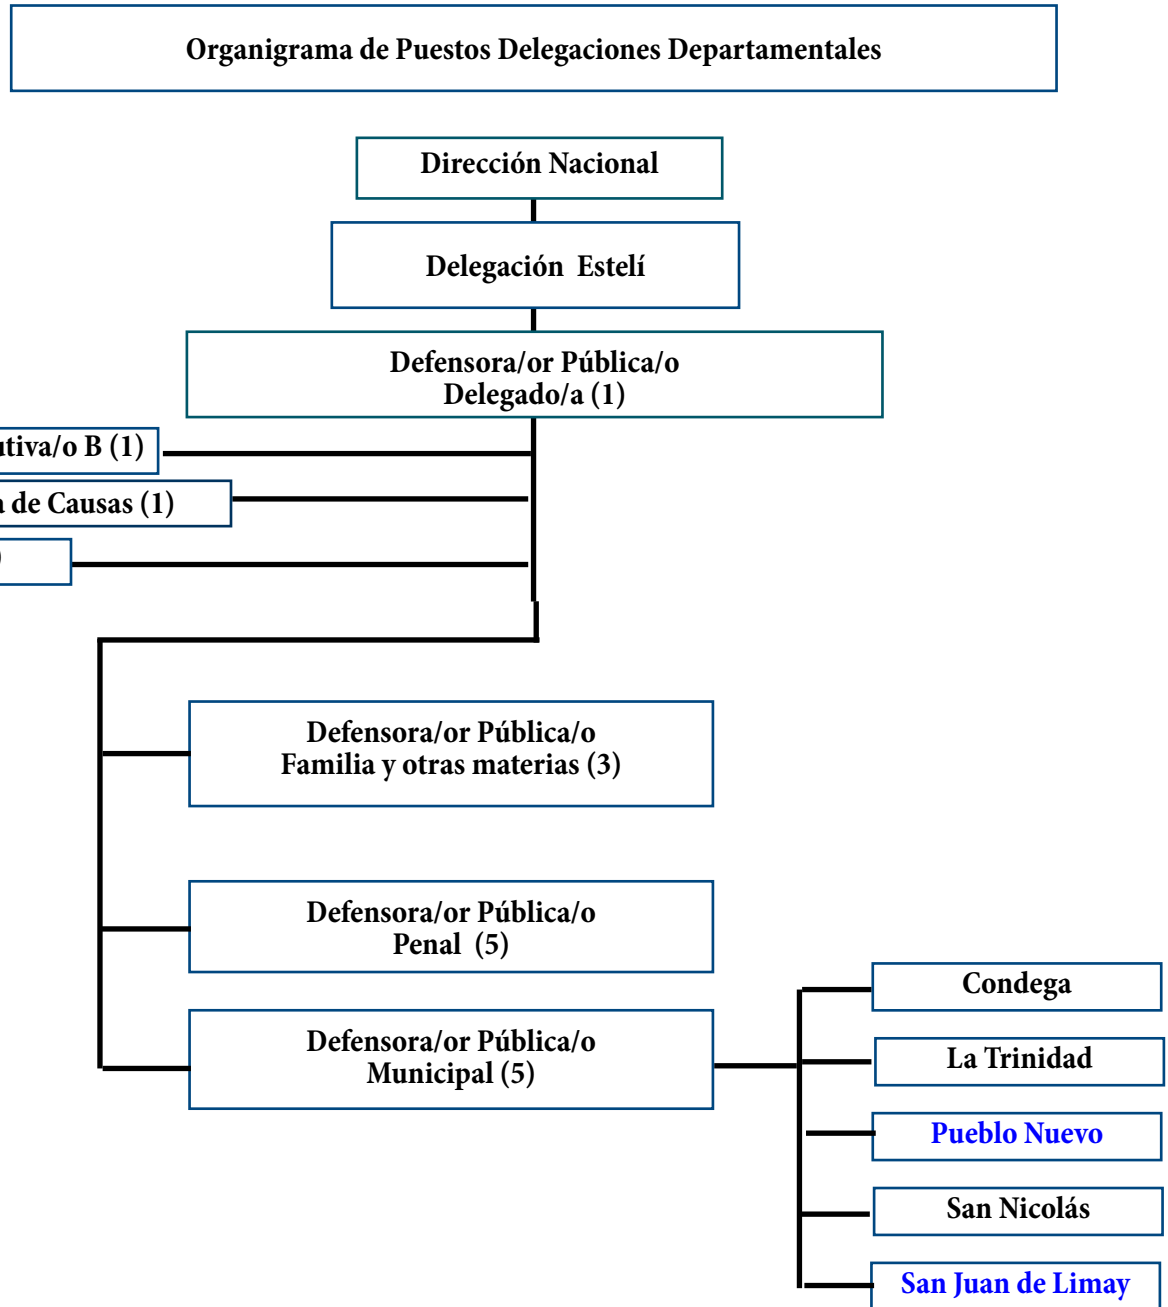 Organigrama de Puestos Delegaciones Departamentales
Dirección Nacional
Delegación Estelí
Defensora/or Pública/o
Delegado/a (1)
B (1)
de Causas (1)
)
Defensora/or Pública/o
Familia y otras materias (3)
Defensora/or Pública/o
Penal (5)
Defensora/or Pública/o
Municipal (5)
Condega
La Trinidad
Pueblo Nuevo
San Nicolás
San Juan de Limay